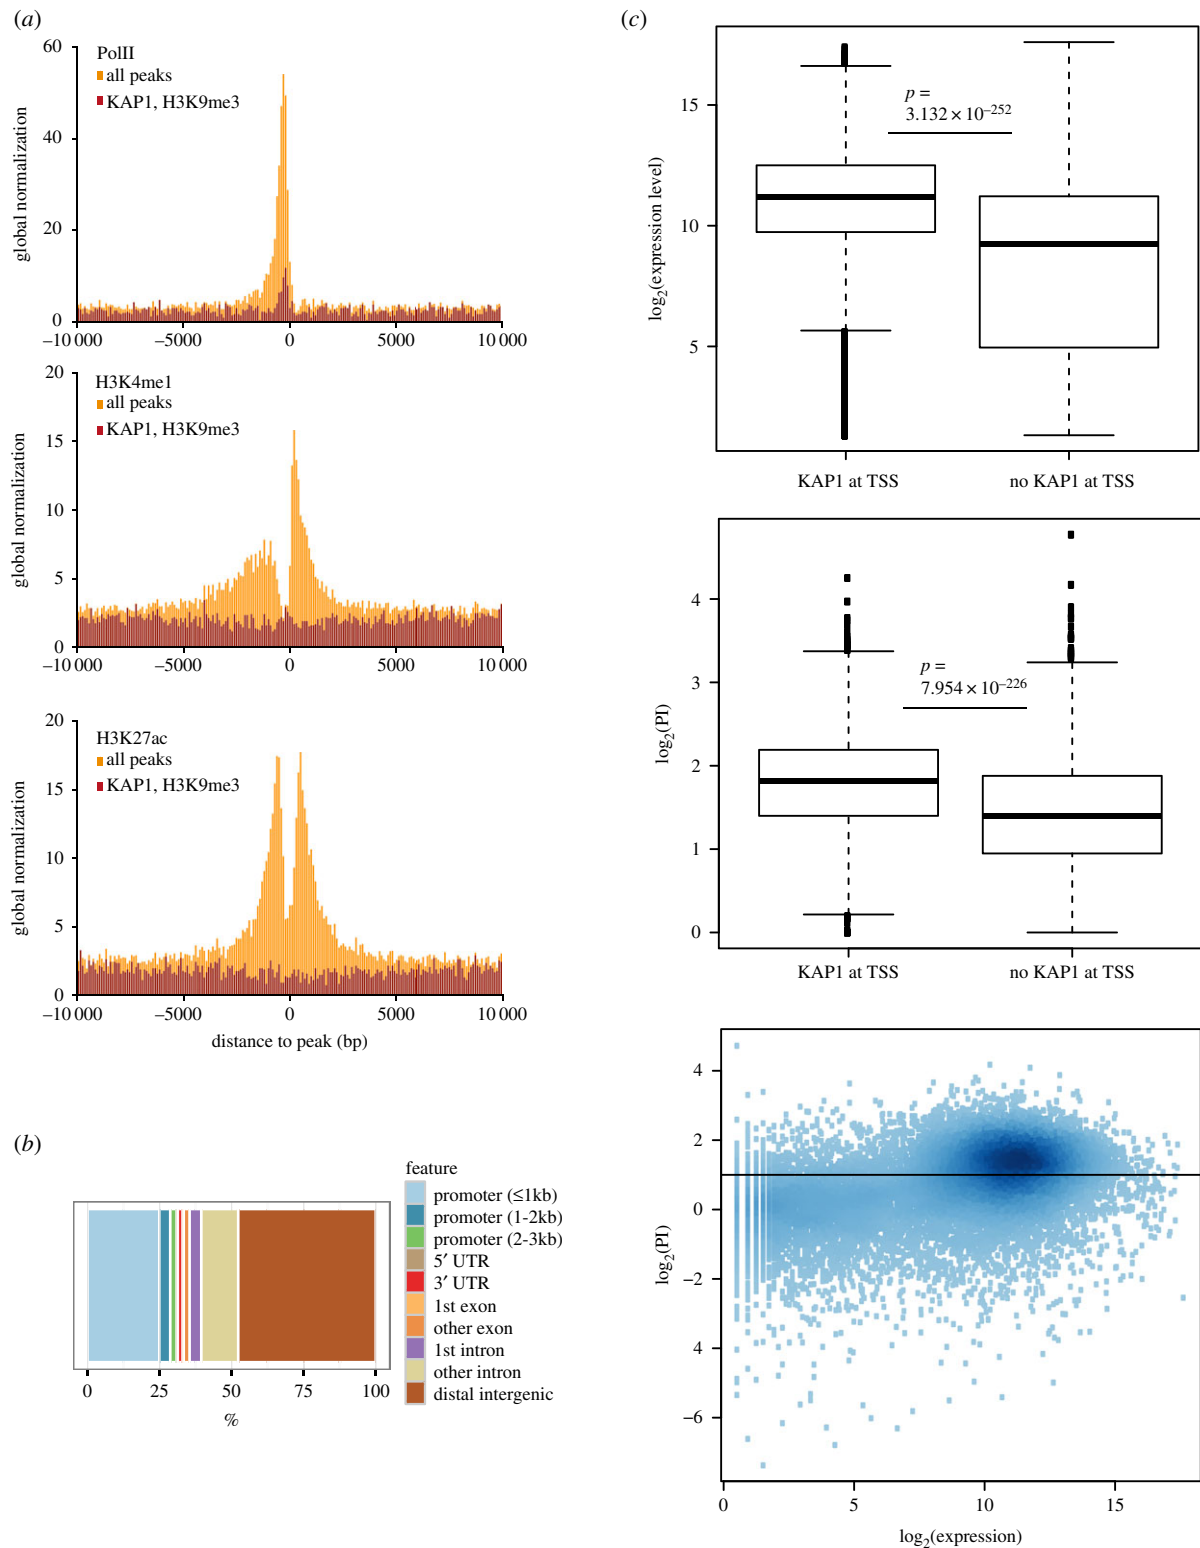 (a)
PolII
all peaks
KAP1, H3K9me3
global normalization
60
40
20
0
–10 000
–5000
0
5000
10 000
H3K4me1
all peaks
KAP1, H3K9me3
global normalization
20
15
10
5
0
–10 000
–5000
0
5000
10 000
H3K27ac
all peaks
KAP1, H3K9me3
global normalization
20
15
10
5
0
–10 000
–5000
0
5000
10 000
distance to peak (bp)
(b)
feature
promoter (≤1kb)
promoter (1-2kb)
promoter (2-3kb)
5′ UTR
3′ UTR
1st exon
other exon
1st intron
other intron
distal intergenic
0
25
50
75
100
%
(c)
log₂(expression level)
15
10
5
p =
3.132 × 10⁻²⁵²
KAP1 at TSS
no KAP1 at TSS
log₂(PI)
4
3
2
1
0
p =
7.954 × 10⁻²²⁶
KAP1 at TSS
no KAP1 at TSS
log₂(PI)
4
2
0
–2
4
–6
0
5
10
15
log₂(expression)